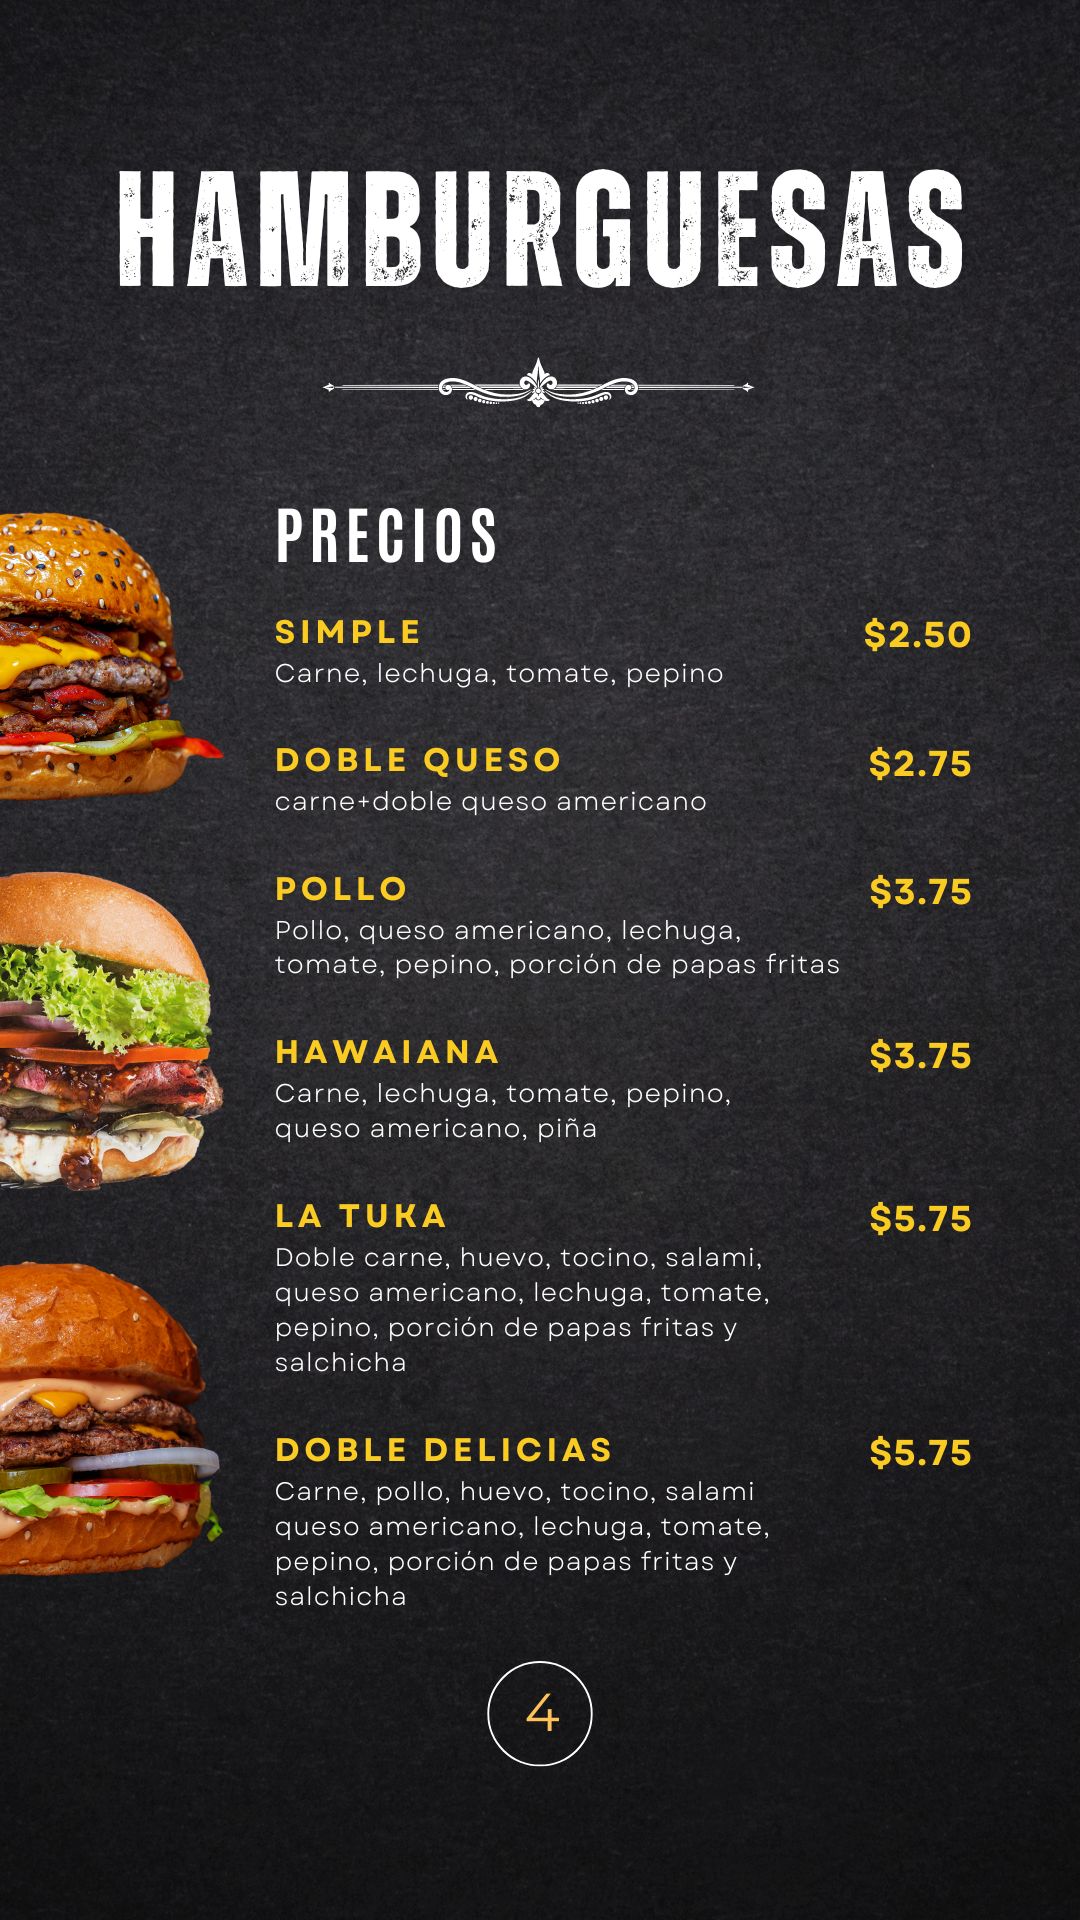 HAMBURGUESAS
PRECIOS
SIMPLE $2.50
Carne, lechuga, tomate, pepino
DOBLE QUESO $2.75
carne+doble queso americano
POLLO $3.75
Pollo, queso americano, lechuga,
tomate, pepino, porción de papas fritas
HAWAIANA $3.75
Carne, lechuga, tomate, pepino,
queso americano, piña
LA TUKA $5.75
Doble carne, huevo, tocino, salami,
queso americano, lechuga, tomate,
pepino, porción de papas fritas y
salchicha
DOBLE DELICIAS $5.75
Carne, pollo, huevo, tocino, salami
queso americano, lechuga, tomate,
pepino, porción de papas fritas y
salchicha
4